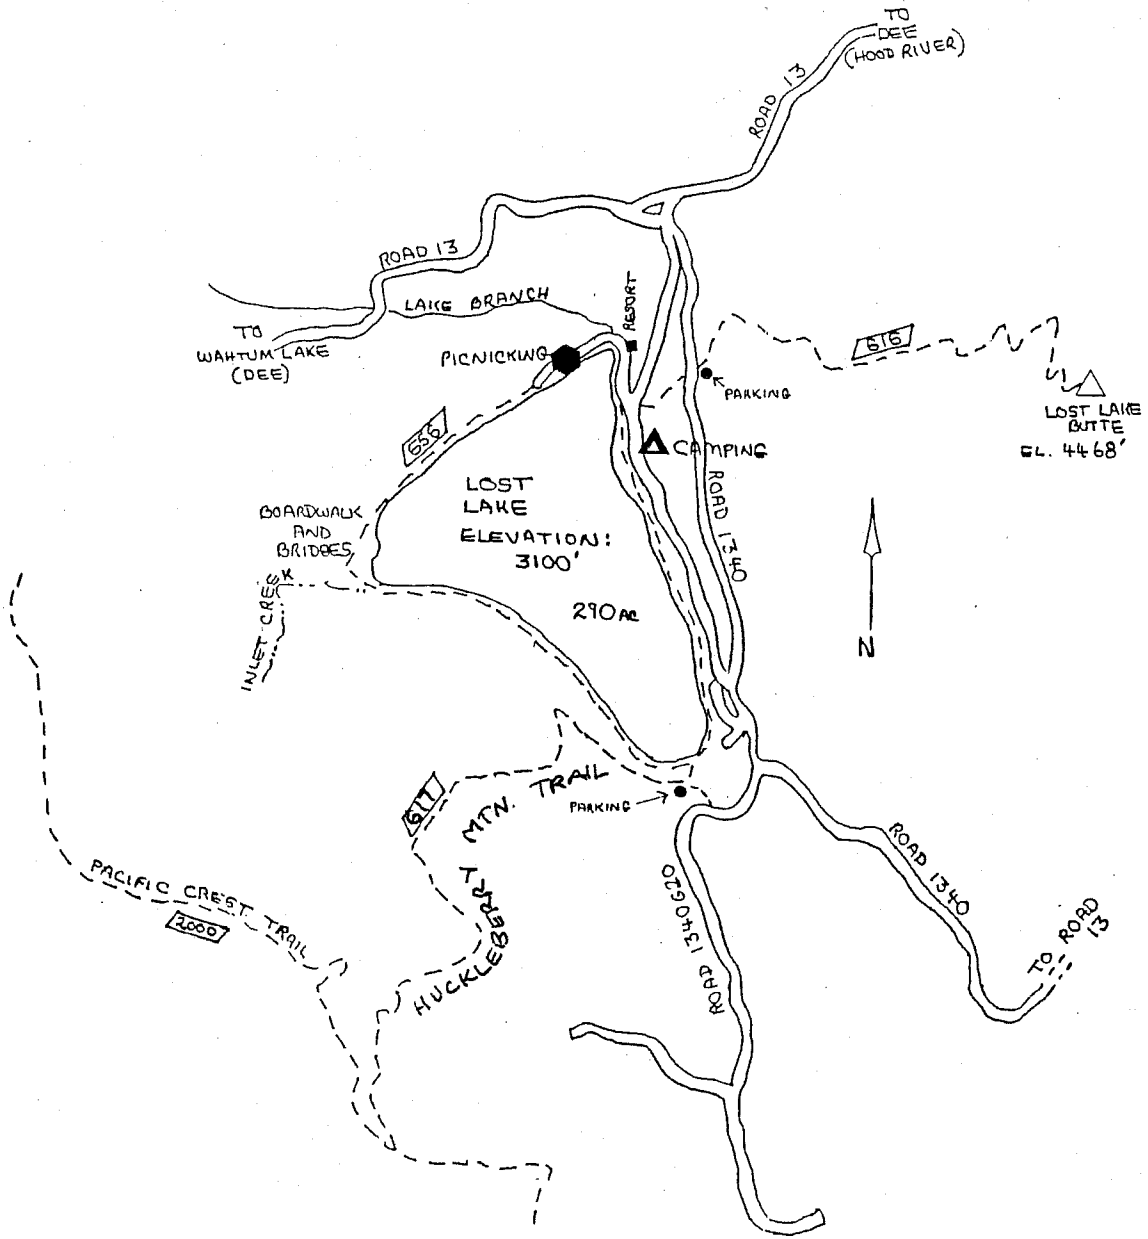 TO
DEE
(HOOD RIVER)
ROAD 13
ROAD 13
LAKE BRANCH
RESORT
TO
WAHTUM LAKE
(DEE)
PICNICKING
616
PARKING
LOST LAKE
BUTTE
EL. 4468'
656
CAMPING
LOST
LAKE
ELEVATION:
3100'
290 AC
ROAD 1340
BOARDWALK
AND
BRIDGES
INLET CREEK
N
617
HUCKLEBERRY MTN. TRAIL
PARKING
ROAD 1340620
ROAD 1340
TO ROAD
13
PACIFIC CREST TRAIL
2000